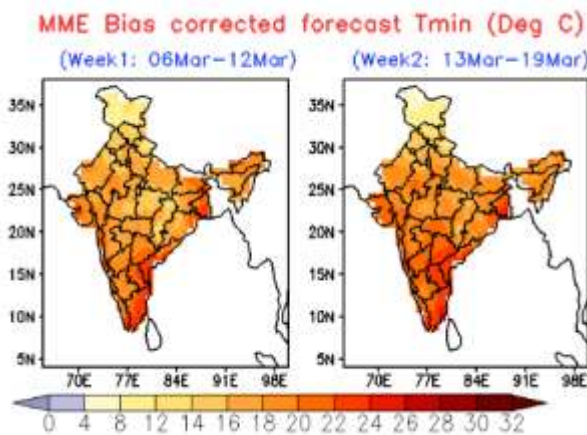 MME Bias corrected forecast Tmin (Deg C)
(Week1: 06Mar-12Mar) (Week2: 13Mar-19Mar)
35N 35N
30N 30N
25N 25N
20N 20N
15N 15N
10N 10N
5N 5N
70E 77E 84E 91E 98E 70E 77E 84E 91E 98E
0 4 8 12 14 16 18 20 22 24 26 28 30 32